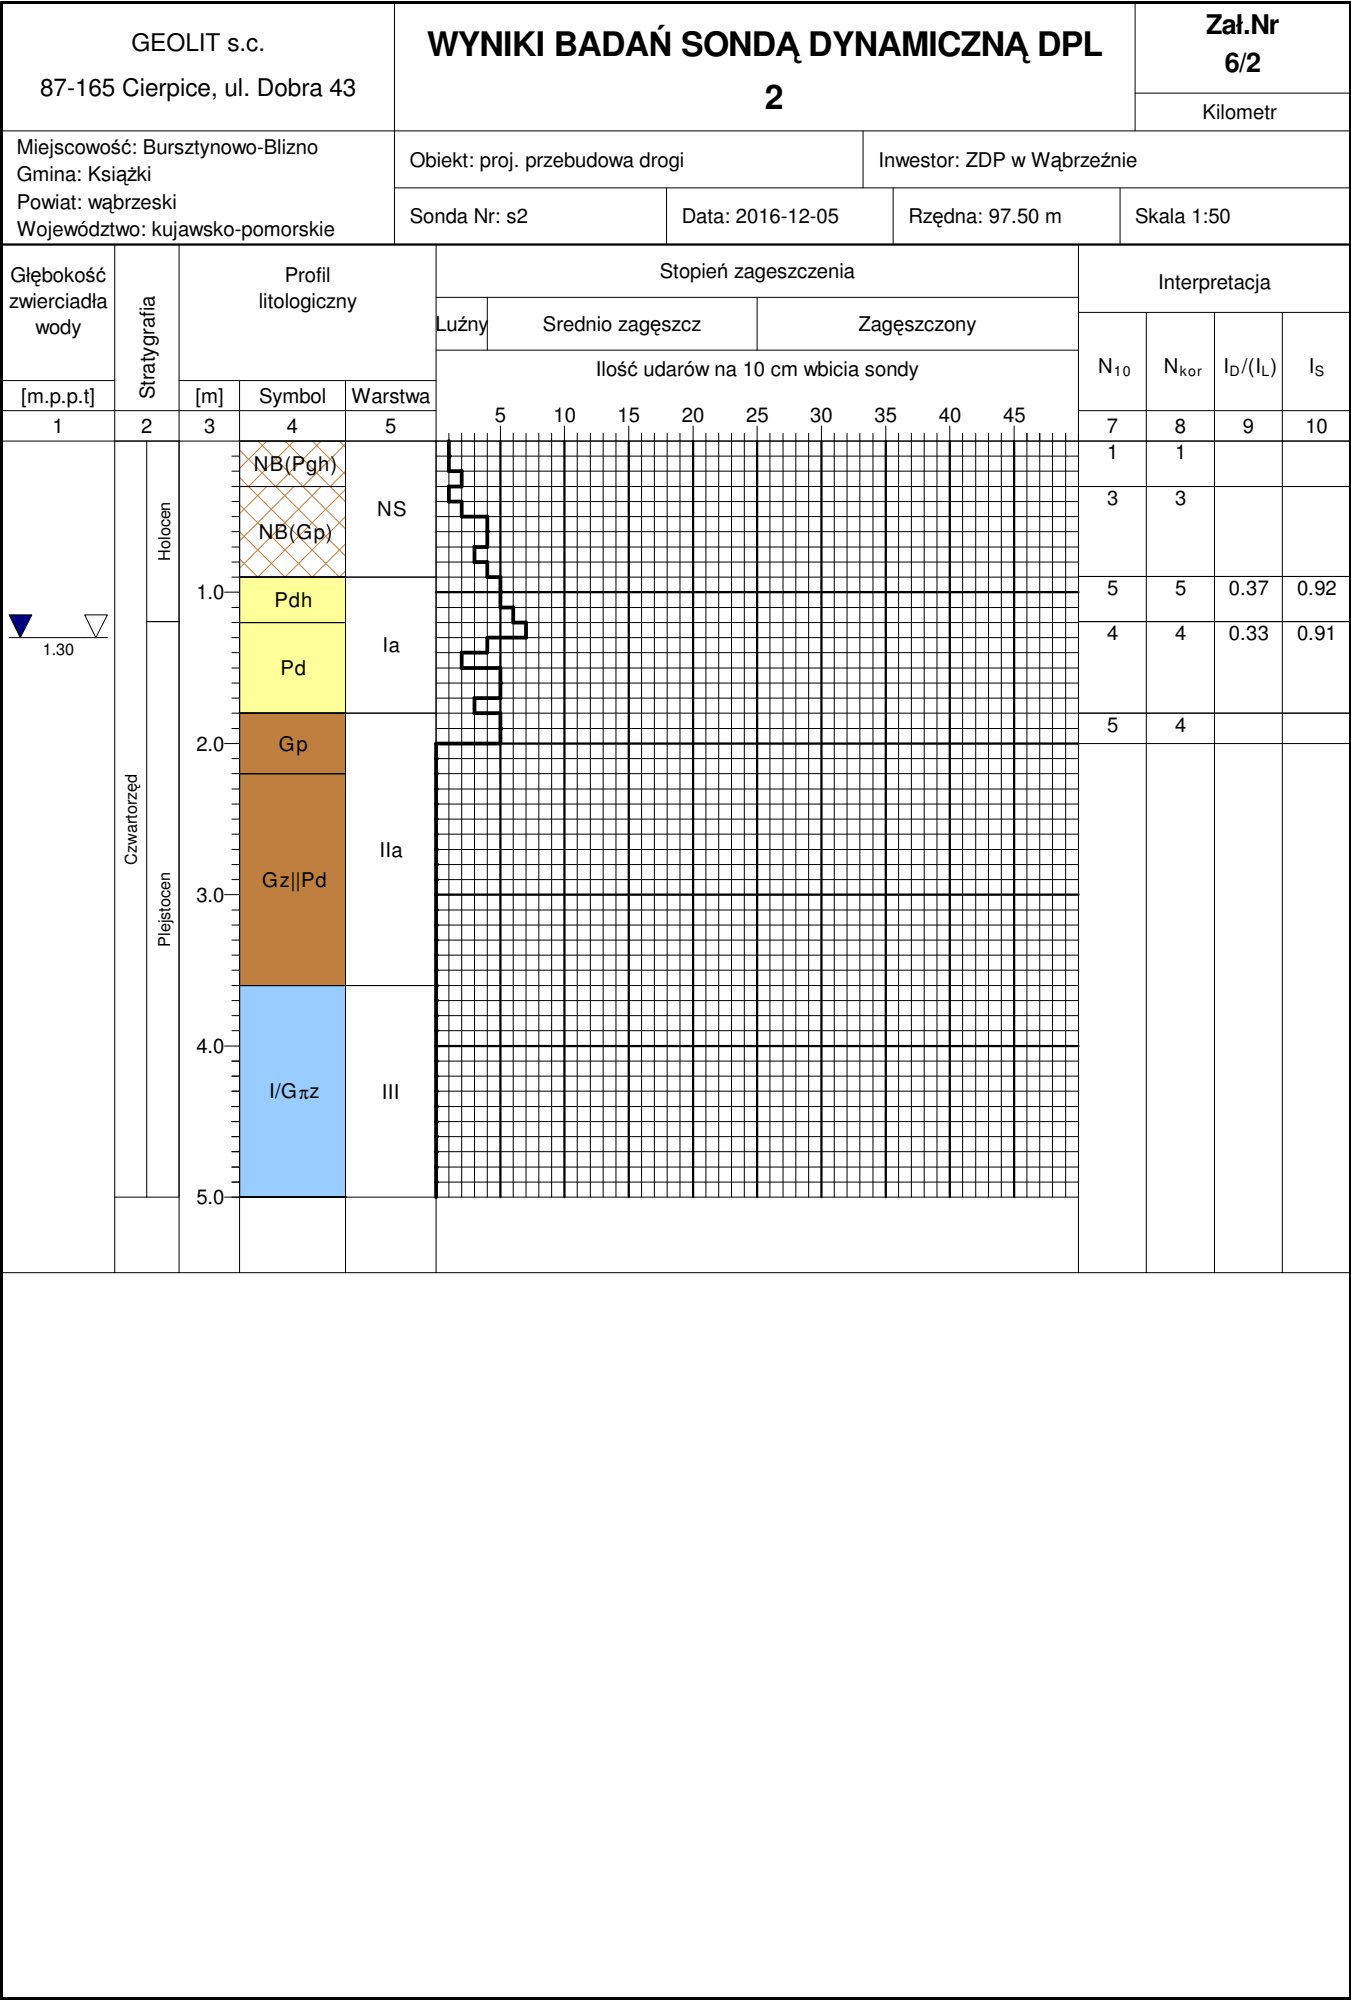 GEOLIT s.c.
87-165 Cierpice, ul. Dobra 43
WYNIKI BADAŃ SONDĄ DYNAMICZNĄ DPL
2
Zał.Nr
6/2
Kilometr
Miejscowość: Bursztynowo-Blizno
Gmina: Książki
Powiat: wąbrzeski
Województwo: kujawsko-pomorskie
Obiekt: proj. przebudowa drogi
Inwestor: ZDP w Wąbrzeźnie
Sonda Nr: s2
Data: 2016-12-05
Rzędna: 97.50 m
Skala 1:50
Głębokość
zwierciadła
wody
[m.p.p.t]
Stratygrafia
Profil
litologiczny
[m]
Symbol
Warstwa
Stopień zageszczenia
Luźny
Srednio zagęszcz
Zagęszczony
Ilość udarów na 10 cm wbicia sondy
5 10 15 20 25 30 35 40 45
Interpretacja
N10
Nkor
ID/(IL)
IS
1 2 3 4 5 7 8 9 10
NB(Pgh)
1 1
NB(Gp)
NS
3 3
Holocen
1.0
Pdh
5 5 0.37 0.92
1.30
Ia
Pd
4 4 0.33 0.91
2.0
Gp
5 4
Czwartorzęd
Plejstocen
IIa
Gz||Pd
3.0
4.0
I/Gπz
III
5.0